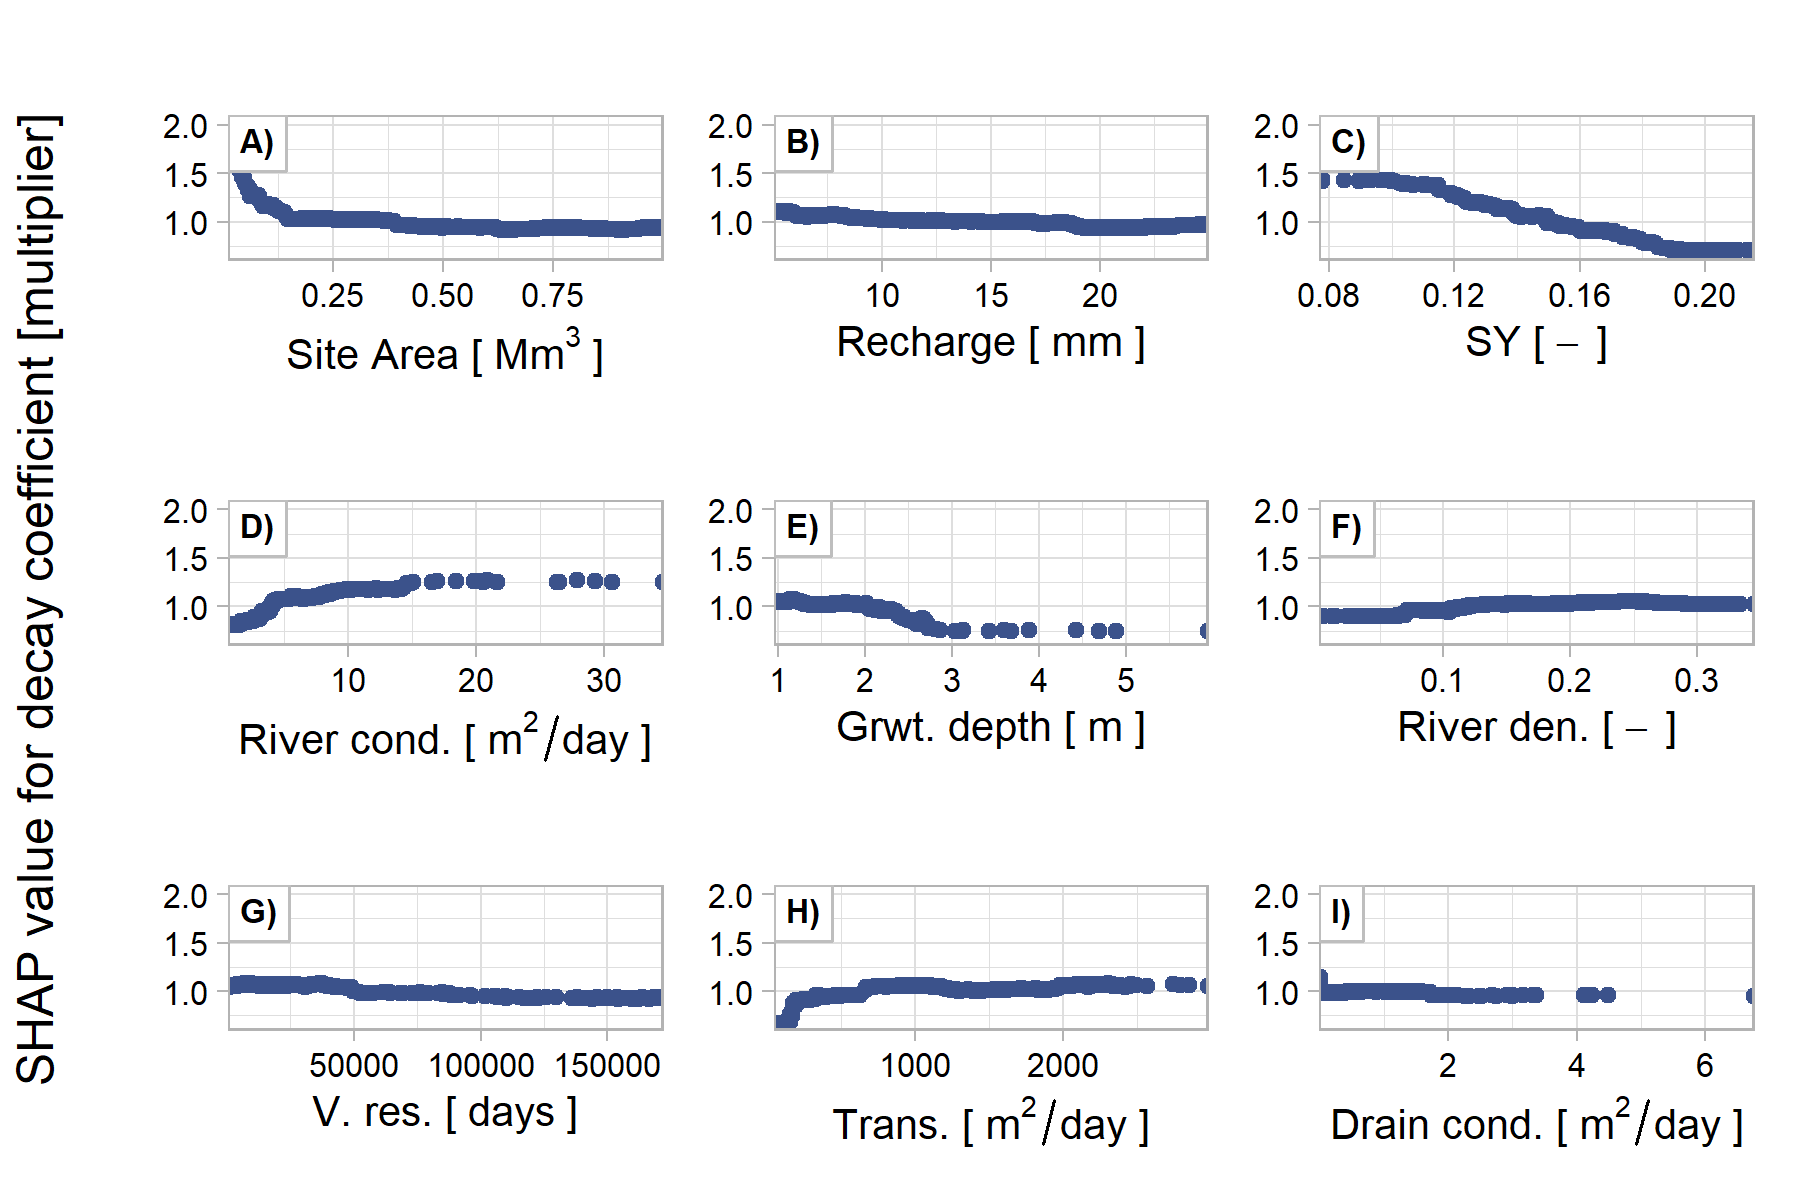 SHAP value for decay coefficient [multiplier]
A)
2.0
1.5
1.0
0.25 0.50 0.75
Site Area [ Mm³ ]
B)
2.0
1.5
1.0
10 15 20
Recharge [ mm ]
C)
2.0
1.5
1.0
0.08 0.12 0.16 0.20
SY [ − ]
D)
2.0
1.5
1.0
10 20 30
River cond. [ m²/day ]
E)
2.0
1.5
1.0
1 2 3 4 5
Grwt. depth [ m ]
F)
2.0
1.5
1.0
0.1 0.2 0.3
River den. [ − ]
G)
2.0
1.5
1.0
50000 100000 150000
V. res. [ days ]
H)
2.0
1.5
1.0
1000 2000
Trans. [ m²/day ]
I)
2.0
1.5
1.0
2 4 6
Drain cond. [ m²/day ]